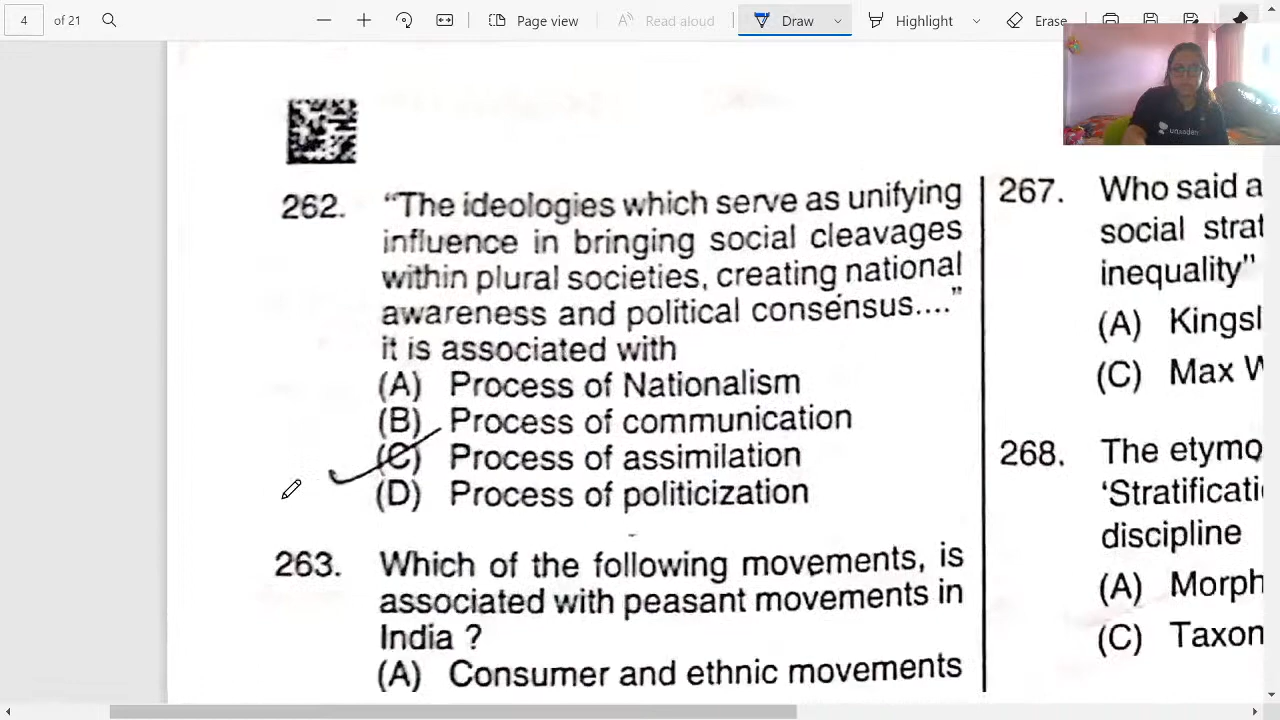 4 of 21
Page view
Read aloud
Draw
Highlight
Erase
262. "The ideologies which serve as unifying
influence in bringing social cleavages
within plural societies, creating national
awareness and political consensus...."
it is associated with
(A) Process of Nationalism
(B) Process of communication
(C) Process of assimilation
(D) Process of politicization
263. Which of the following movements, is
associated with peasant movements in
India ?
(A) Consumer and ethnic movements
267. Who said a
social strat
inequality"
(A) Kingsl
(C) Max W
268. The etymo
'Stratificati
discipline
(A) Morph
(C) Taxon